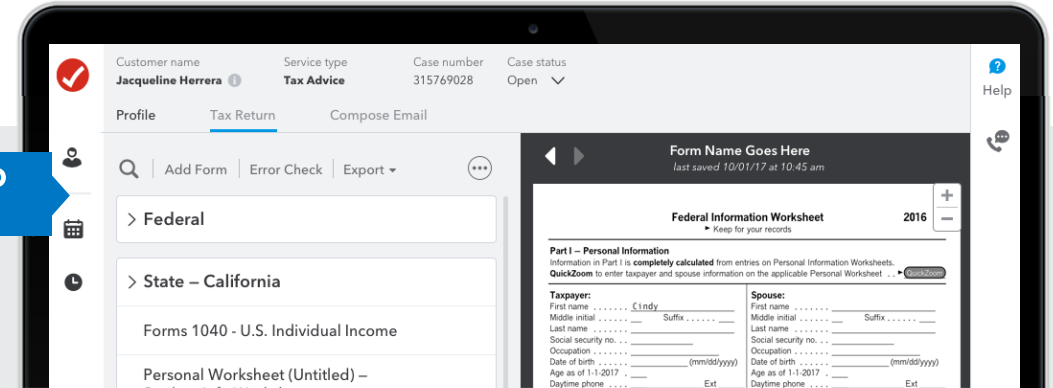 Customer name
Jacqueline Herrera
Service type
Tax Advice
Case number
315769028
Case status
Open
Help
Profile
Tax Return
Compose Email
Add Form
Error Check
Export
Federal
State – California
Forms 1040 - U.S. Individual Income
Personal Worksheet (Untitled) –
Form Name Goes Here
last saved 10/01/17 at 10:45 am
Federal Information Worksheet 2016
► Keep for your records
Part I – Personal Information
Information in Part I is completely calculated from entries on Personal Information Worksheets.
QuickZoom to enter taxpayer and spouse information on the applicable Personal Worksheet . . ► QuickZoom
Taxpayer:
First name . . . . . . . Cindy
Middle initial . . . . . . Suffix . . . . . .
Last name . . . . . . .
Social security no. . .
Occupation . . . . . . .
Date of birth . . . . . . (mm/dd/yyyy)
Age as of 1-1-2017 .
Daytime phone . . . . Ext
Spouse:
First name . . . . . . .
Middle initial . . . . . . Suffix . . . . . .
Last name . . . . . . .
Social security no. . .
Occupation . . . . . . .
Date of birth . . . . . . (mm/dd/yyyy)
Age as of 1-1-2017 .
Daytime phone . . . . Ext